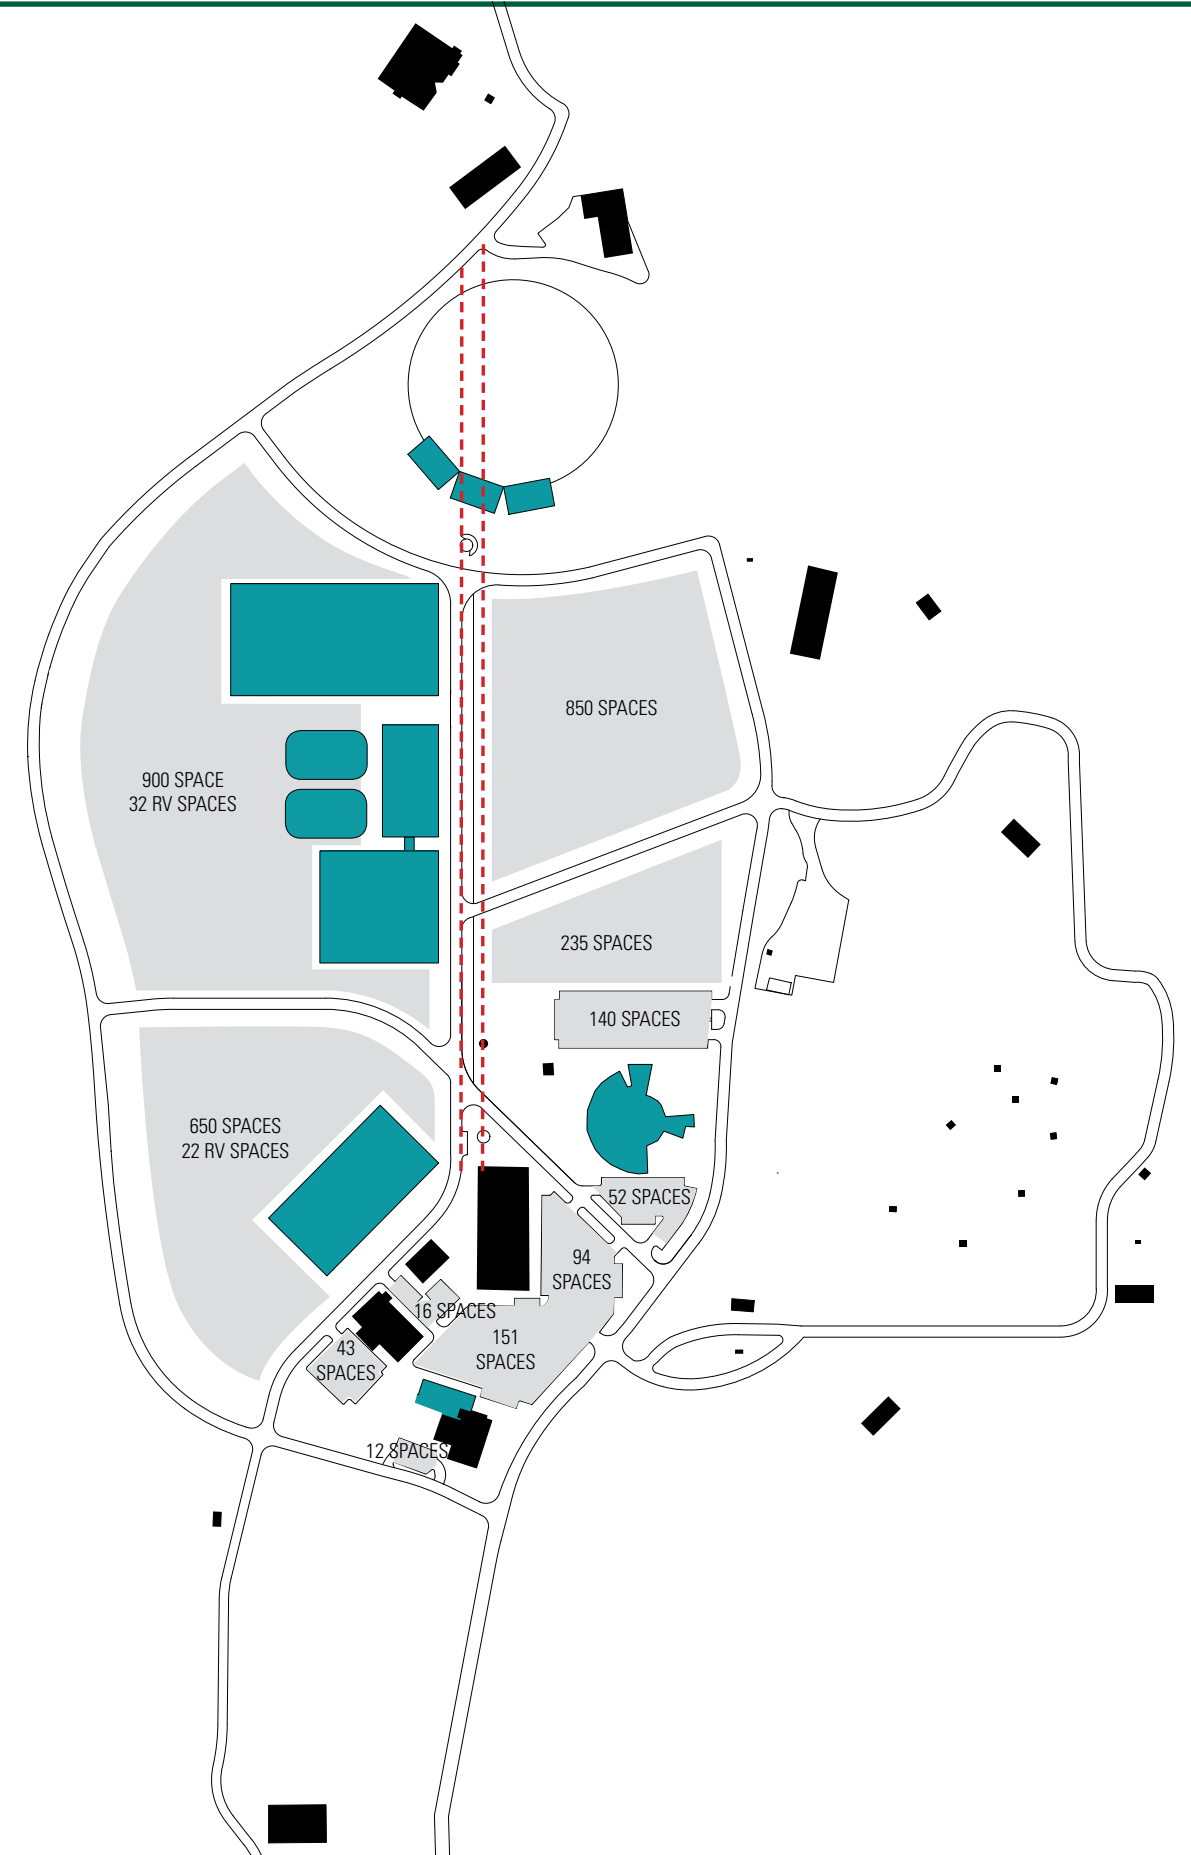 850 SPACES
900 SPACE
32 RV SPACES
235 SPACES
140 SPACES
650 SPACES
22 RV SPACES
52 SPACES
94
SPACES
16 SPACES
151
SPACES
43
SPACES
12 SPACES